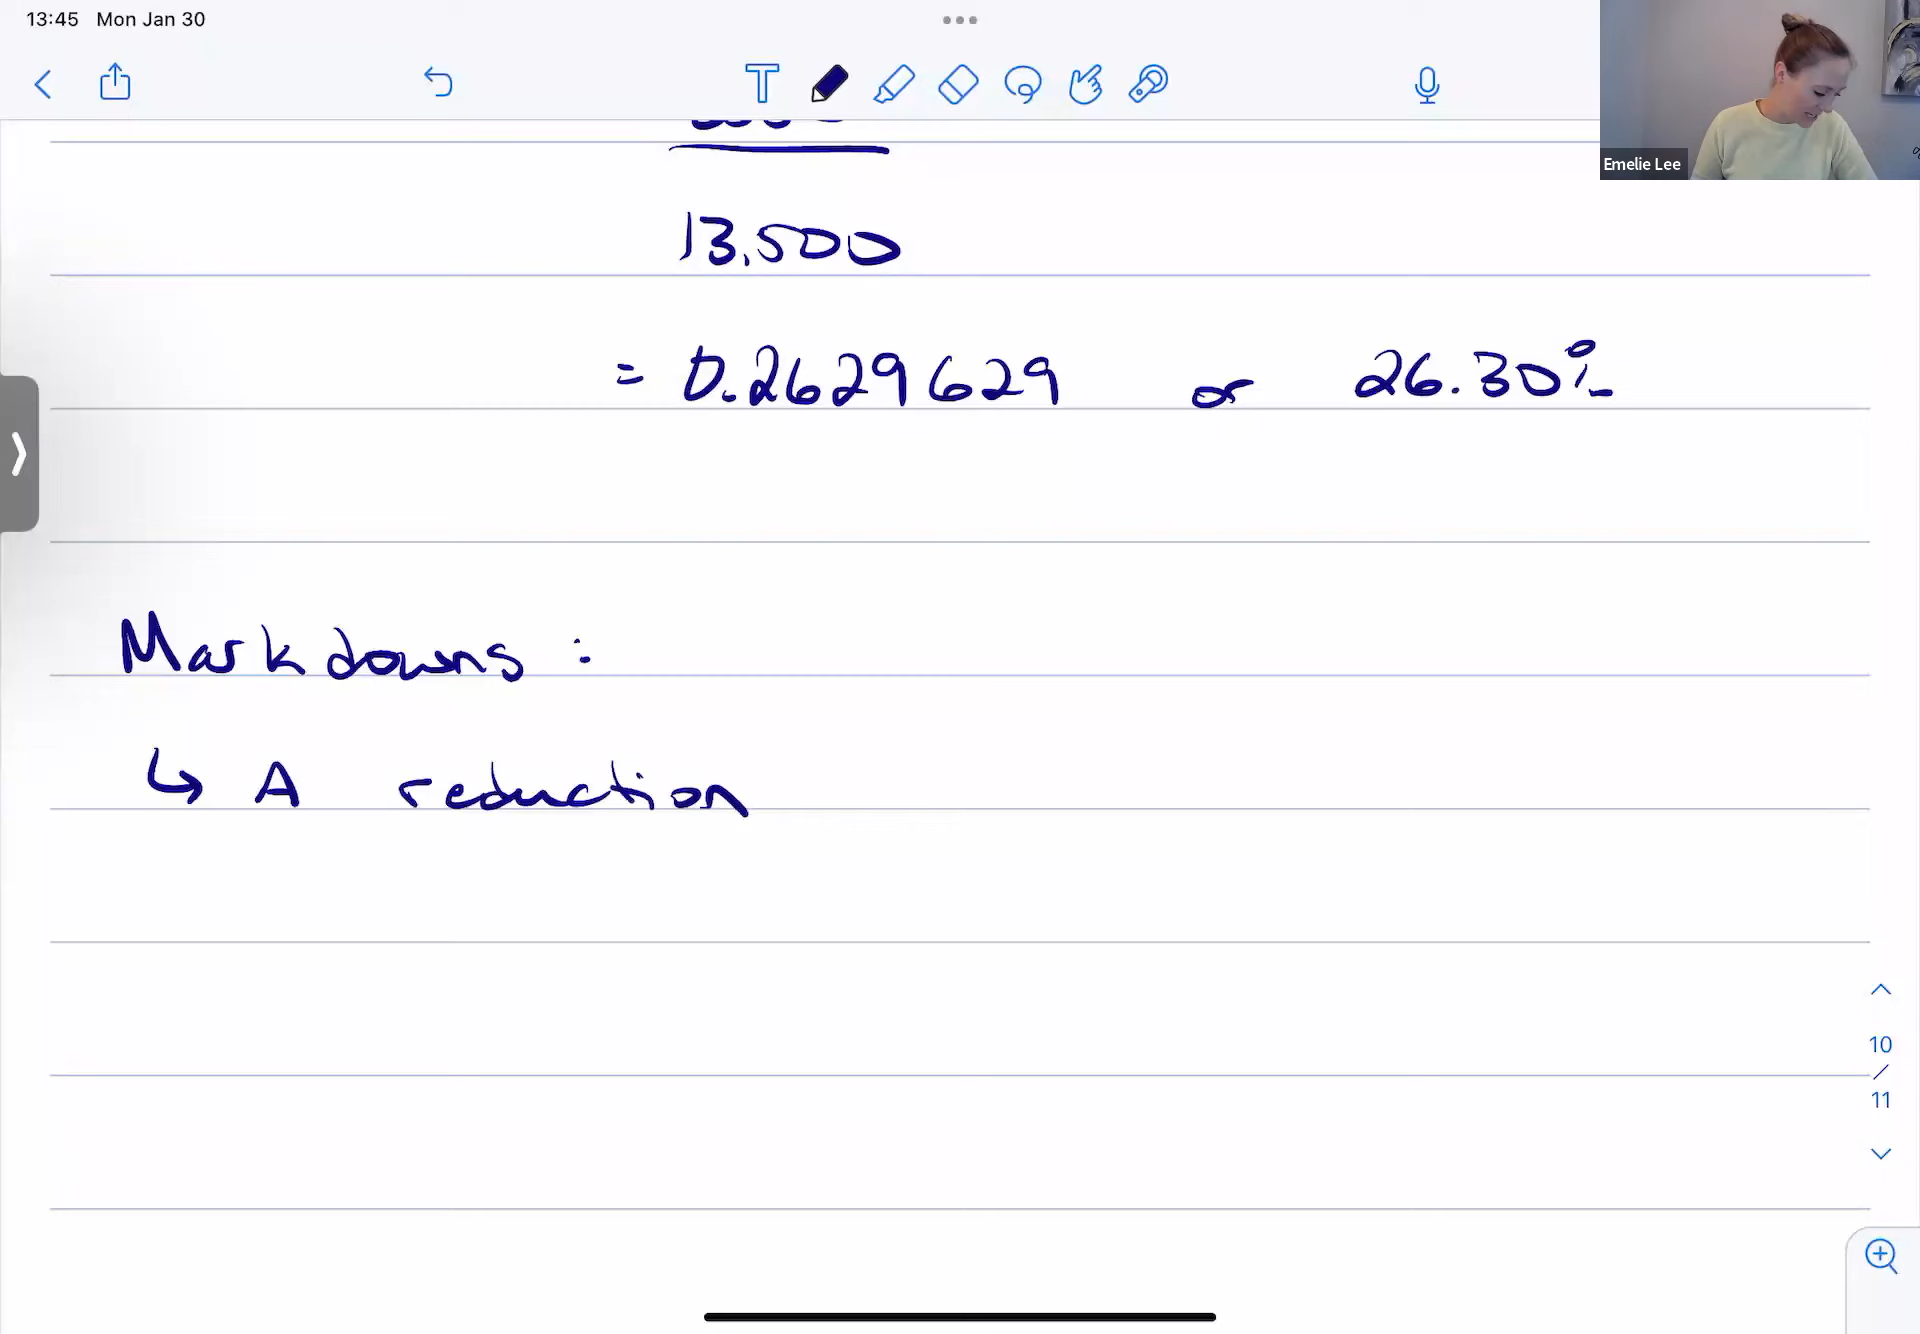 13:45 Mon Jan 30
Emelie Lee
13,500
= 0.2629629 or 26.30%
Markdowns :
↳ A reduction
10
/
11